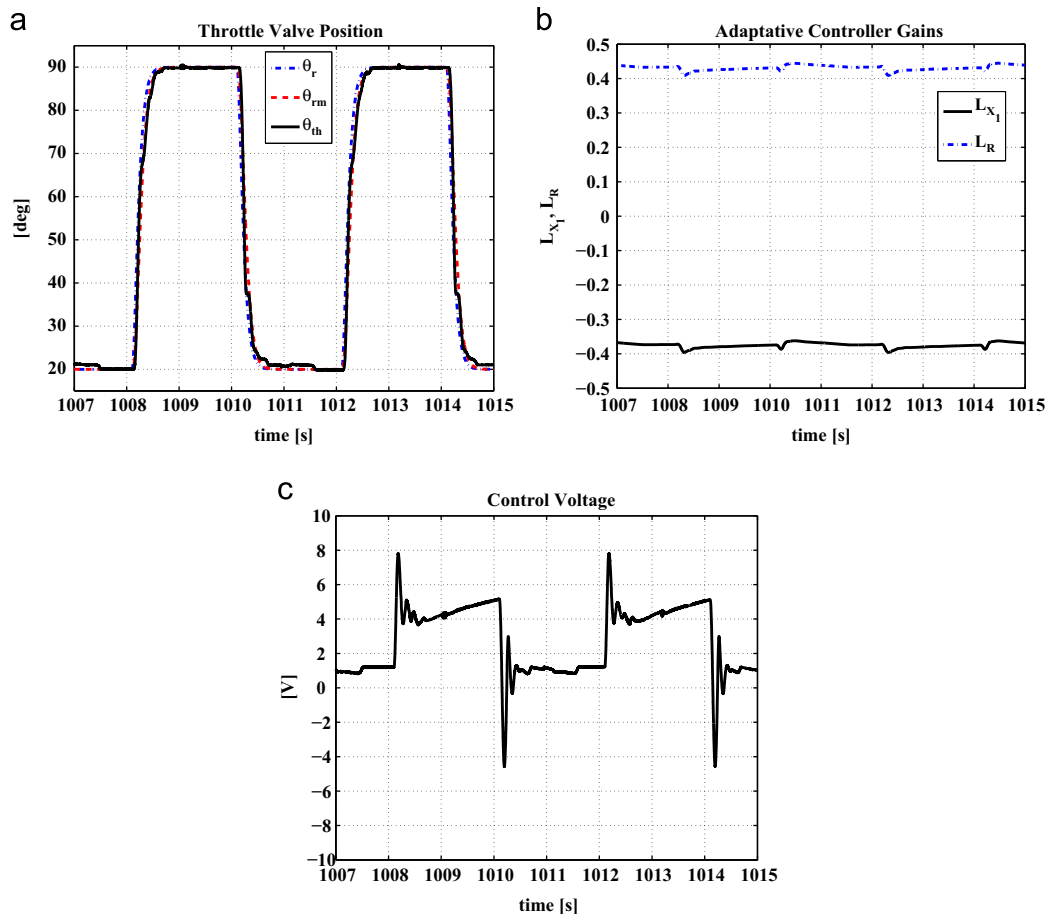 a
Throttle Valve Position
90
80
70
60
50
40
30
20
[deg]
θr
θrm
θth
1007 1008 1009 1010 1011 1012 1013 1014 1015
time [s]
b
Adaptative Controller Gains
0.5
0.4
0.3
0.2
0.1
0
−0.1
−0.2
−0.3
−0.4
−0.5
LX1, LR
LX1
LR
1007 1008 1009 1010 1011 1012 1013 1014 1015
time [s]
c
Control Voltage
10
8
6
4
2
0
−2
−4
−6
−8
−10
[V]
1007 1008 1009 1010 1011 1012 1013 1014 1015
time [s]